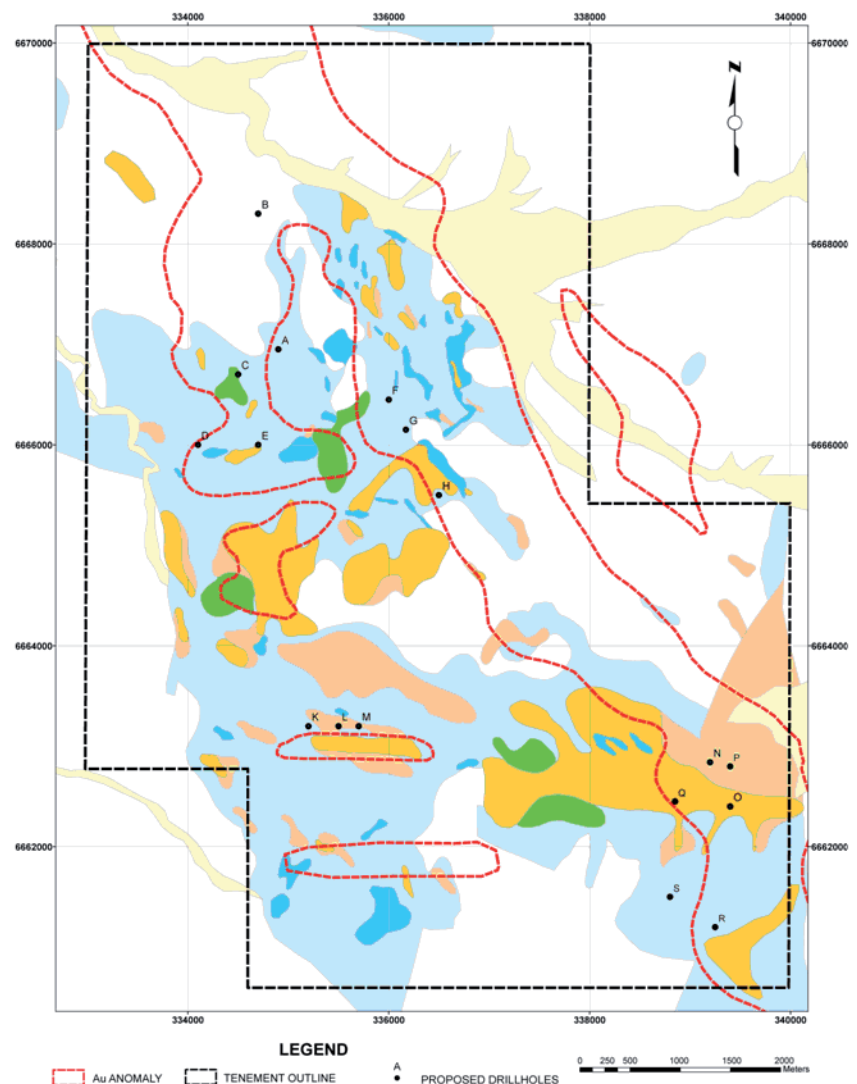 334000 336000 338000 340000
6670000 6670000
Z
B
6668000 6668000
A
C
F
G
6666000 6666000
D E
H
6664000 6664000
K L M
N P
Q O
6662000 6662000
S
R
334000 336000 338000 340000
LEGEND
Au ANOMALY TENEMENT OUTLINE A PROPOSED DRILLHOLES
0 250 500 1000 1500 2000
Meters